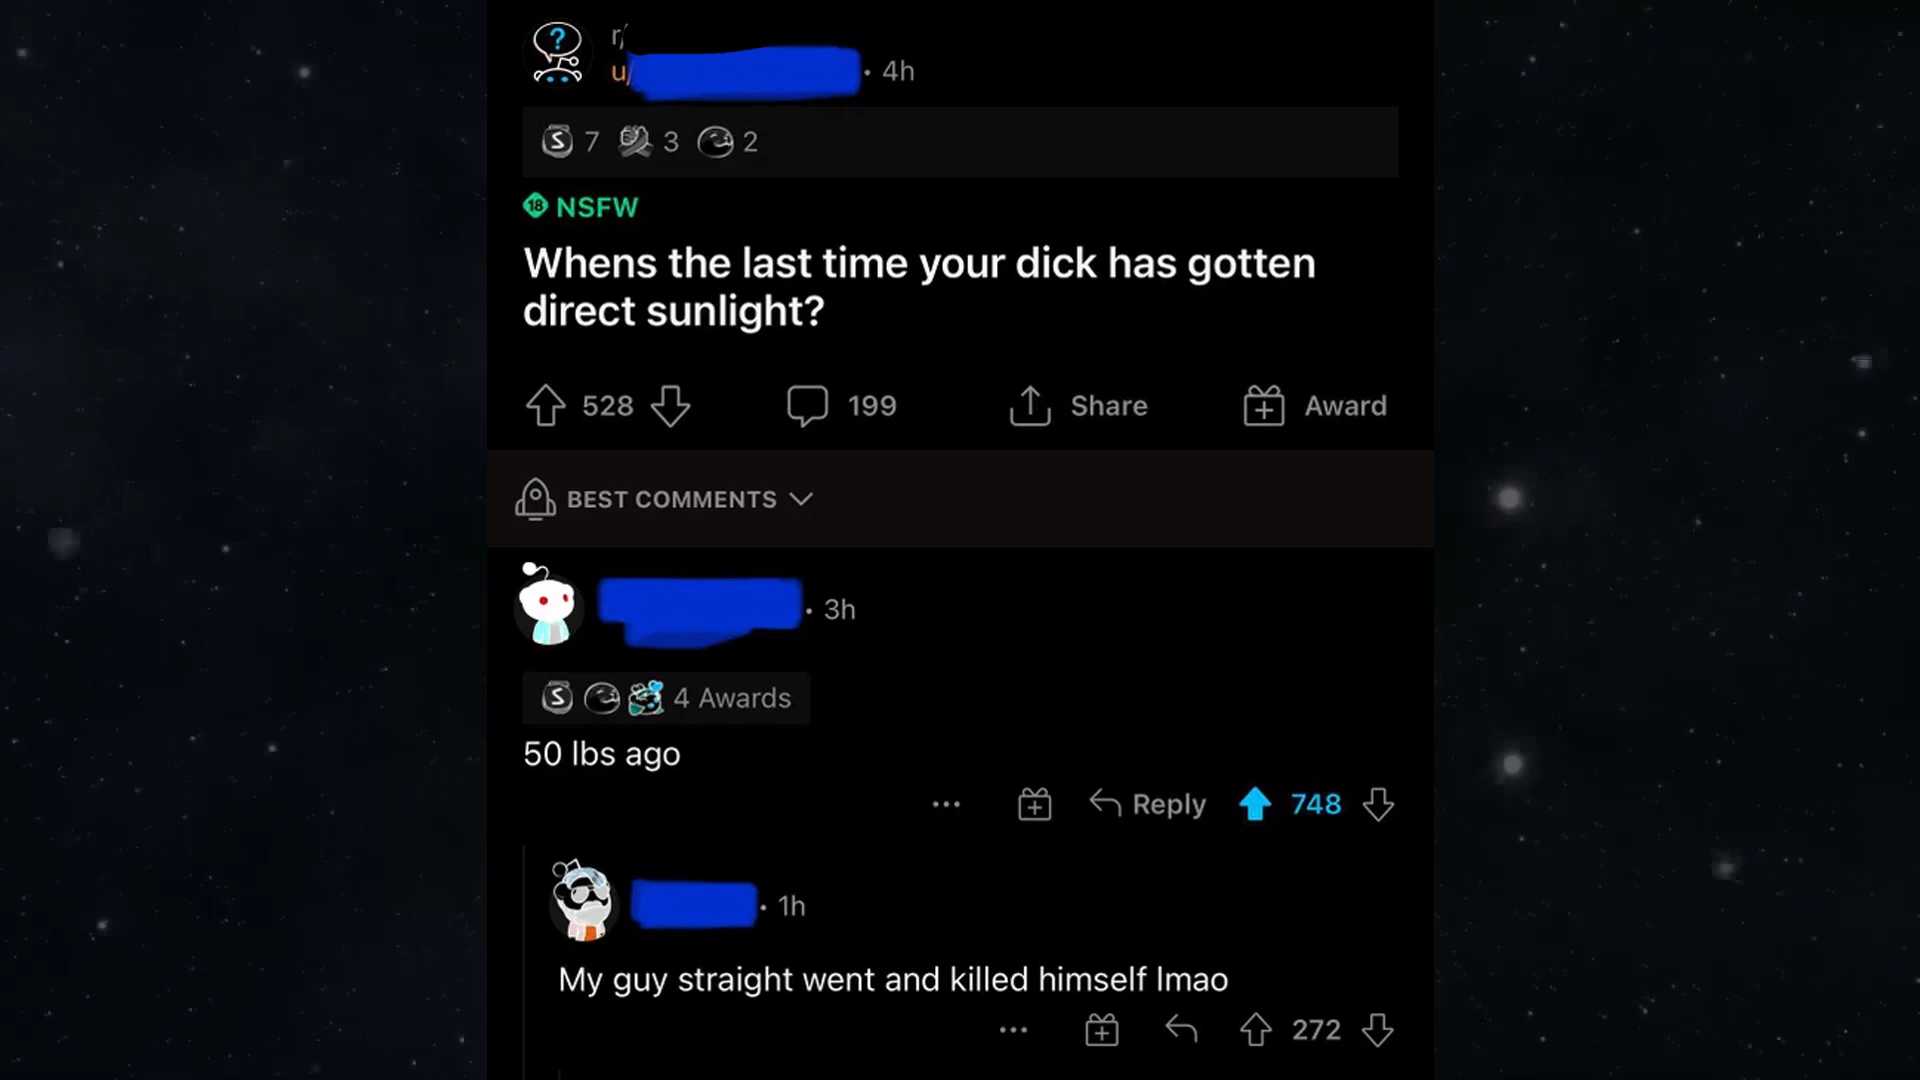 r/
u/ · 4h
S 7 3 2
18 NSFW
Whens the last time your dick has gotten
direct sunlight?
528 199 Share Award
BEST COMMENTS
· 3h
S 4 Awards
50 lbs ago
Reply 748
· 1h
My guy straight went and killed himself lmao
272